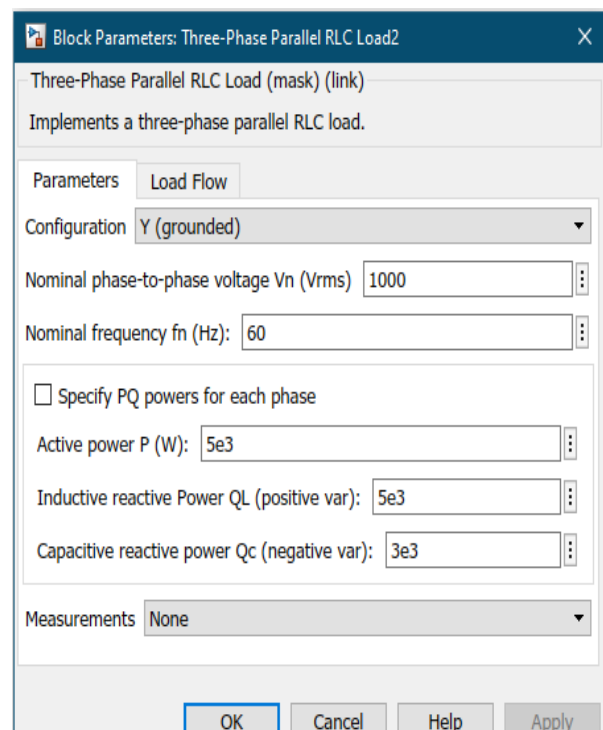 Block Parameters: Three-Phase Parallel RLC Load2
Three-Phase Parallel RLC Load (mask) (link)
Implements a three-phase parallel RLC load.
Parameters Load Flow
Configuration Y (grounded)
Nominal phase-to-phase voltage Vn (Vrms) 1000
Nominal frequency fn (Hz): 60
Specify PQ powers for each phase
Active power P (W): 5e3
Inductive reactive Power QL (positive var): 5e3
Capacitive reactive power Qc (negative var): 3e3
Measurements None
OK Cancel Help Apply